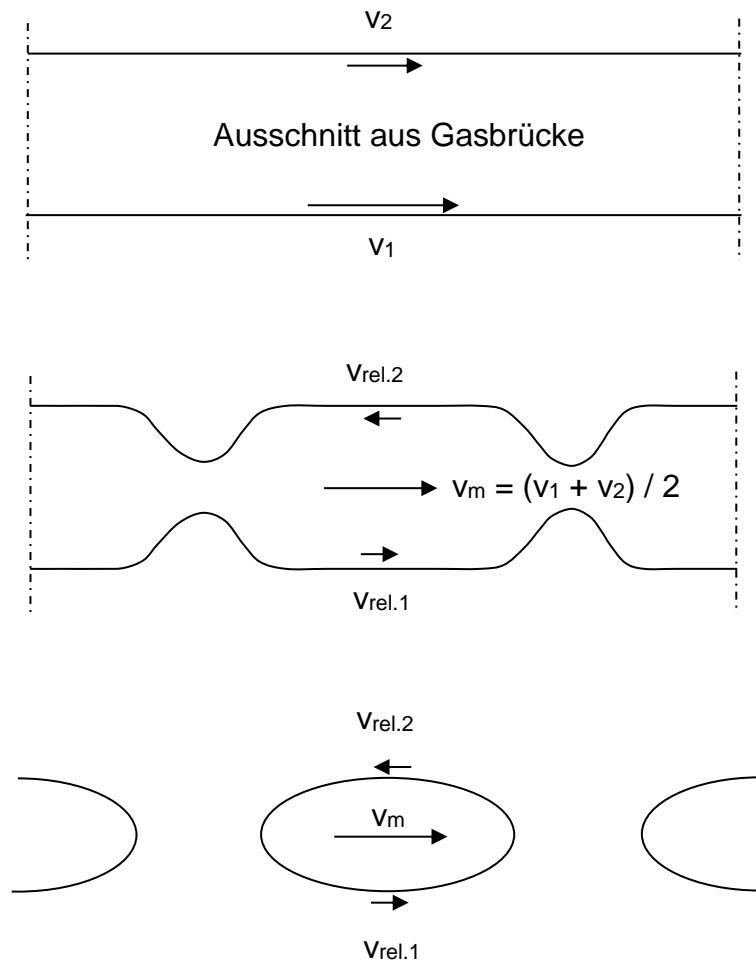 v2
Ausschnitt aus Gasbrücke
v1
vrel.2
vm = (v1 + v2) / 2
vrel.1
vrel.2
vm
vrel.1